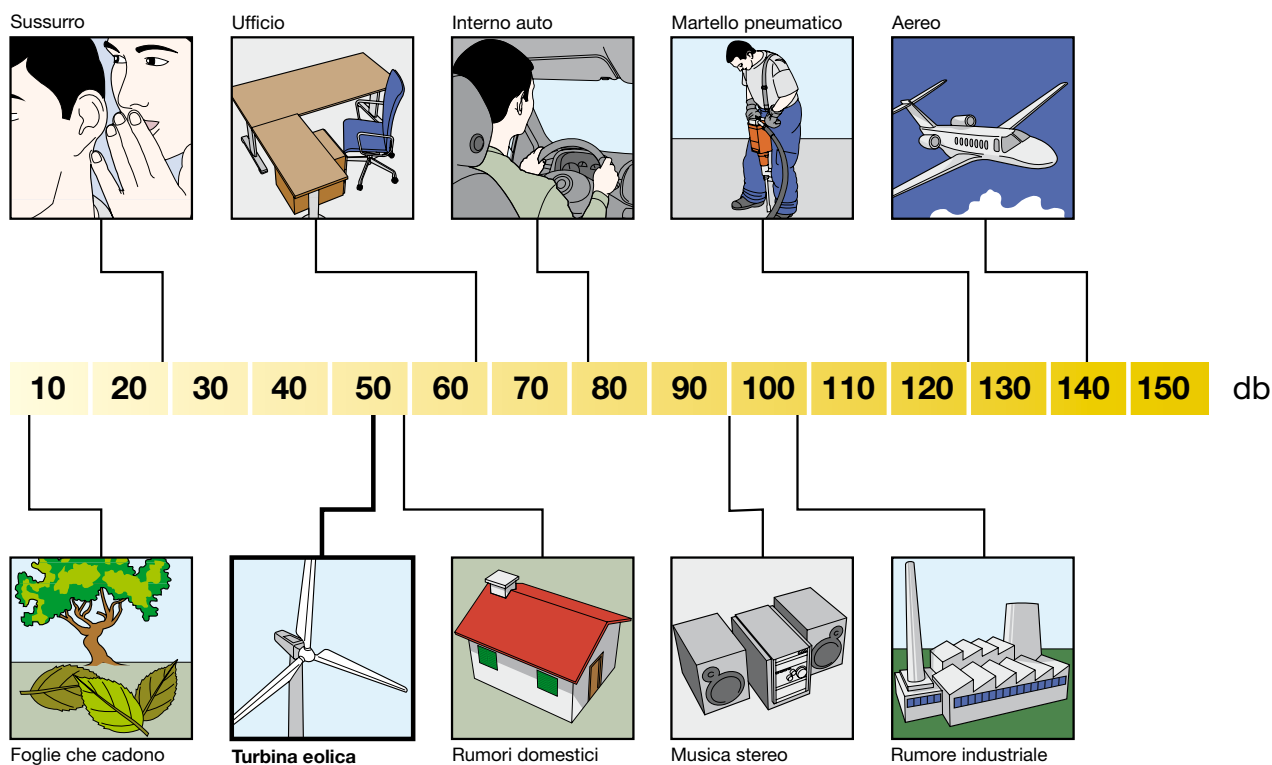 Sussurro
Ufficio
Interno auto
Martello pneumatico
Aereo
10 20 30 40 50 60 70 80 90 100 110 120 130 140 150 db
Foglie che cadono
Turbina eolica
Rumori domestici
Musica stereo
Rumore industriale